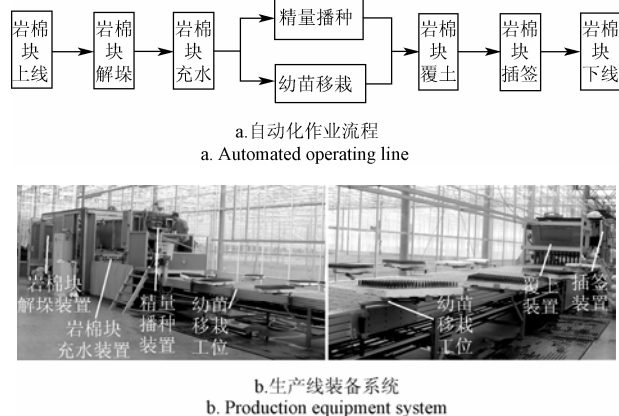 岩棉
块
上线
岩棉
块
解垛
岩棉
块
充水
精量播种
幼苗移栽
岩棉
块
覆土
岩棉
块
插签
岩棉
块
下线
a.自动化作业流程
a. Automated operating line
岩棉块
解垛装置
岩棉块
充水装置
精量
播种
装置
幼苗
移栽
工位
幼苗
移栽
工位
覆土
装置
插签
装置
b.生产线装备系统
b. Production equipment system